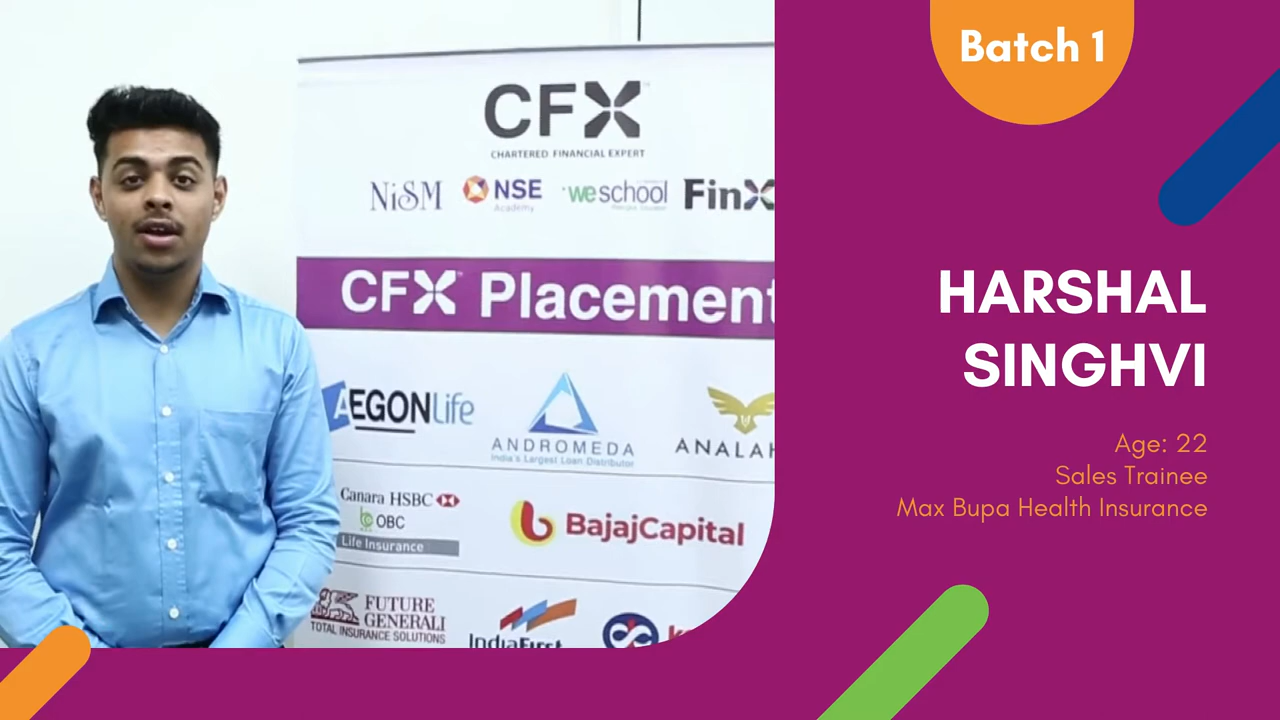 CFX
CHARTERED FINANCIAL EXPERT
NiSM
NSE
Academy
weschool
FinX
CFX Placement
AEGONLife
ANDROMEDA
India's Largest Loan Distributor
ANALAH
Canara HSBC
OBC
Life Insurance
BajajCapital
FUTURE
GENERALI
TOTAL INSURANCE SOLUTIONS
IndiaFirst
Batch 1
HARSHAL
SINGHVI
Age: 22
Sales Trainee
Max Bupa Health Insurance